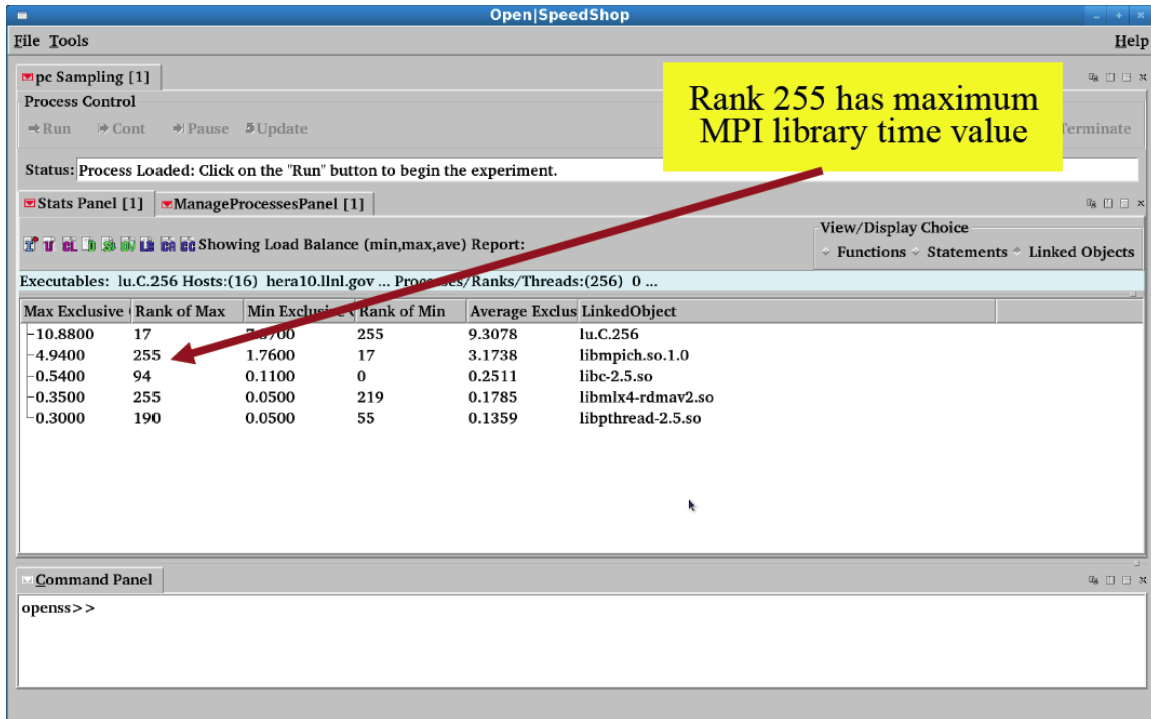 Open|SpeedShop
File Tools Help
pc Sampling [1]
Process Control
Run Cont Pause Update Terminate
Rank 255 has maximum
MPI library time value
Status: Process Loaded: Click on the "Run" button to begin the experiment.
Stats Panel [1] ManageProcessesPanel [1]
View/Display Choice
Showing Load Balance (min,max,ave) Report:
Functions Statements Linked Objects
Executables: lu.C.256 Hosts:(16) hera10.llnl.gov ... Processes/Ranks/Threads:(256) 0 ...
Max Exclusive Rank of Max Min Exclusive Rank of Min Average Exclus LinkedObject
10.8800 17 255 9.3078 lu.C.256
4.9400 255 1.7600 17 3.1738 libmpich.so.1.0
0.5400 94 0.1100 0 0.2511 libc-2.5.so
0.3500 255 0.0500 219 0.1785 libmlx4-rdmav2.so
0.3000 190 0.0500 55 0.1359 libpthread-2.5.so
Command Panel
openss>>